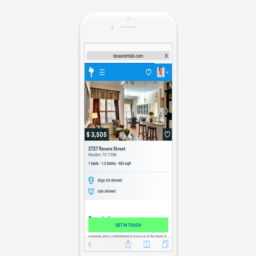 texasrentals.com
$ 3,505
2727 Revere Street
Houston, TX 77098
1 beds • 1.5 baths • 963 sqft
dogs not allowed
cats allowed
GET IN TOUCH